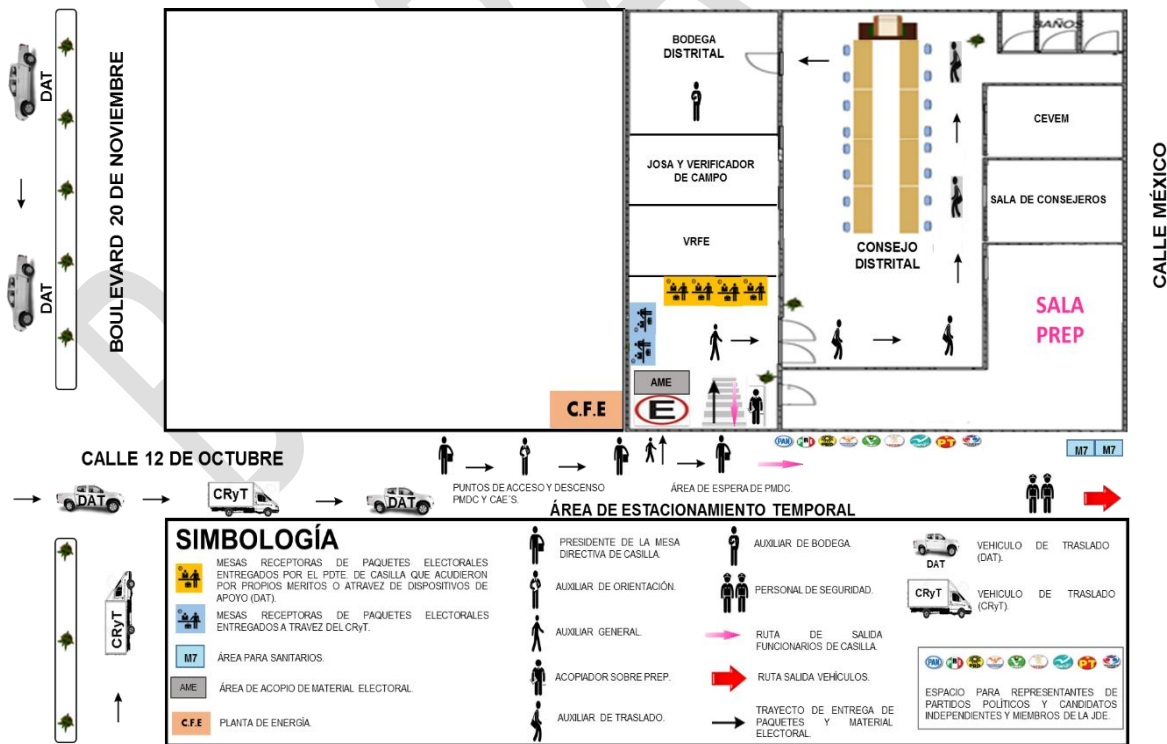 BODEGA
DISTRITAL
BAÑOS
CEVEM
JOSA Y VERIFICADOR
DE CAMPO
SALA DE CONSEJEROS
VRFE
CONSEJO
DISTRITAL
SALA
PREP
AME
E
C.F.E
DAT
DAT
BOULEVARD 20 DE NOVIEMBRE
CALLE MÉXICO
CALLE 12 DE OCTUBRE
PAN PRI PRD PT
M7 M7
PUNTOS DE ACCESO Y DESCENSO
PMDC Y CAE´S.
ÁREA DE ESPERA DE PMDC.
DAT
CRyT
DAT
ÁREA DE ESTACIONAMIENTO TEMPORAL
CRyT
SIMBOLOGÍA
MESAS RECEPTORAS DE PAQUETES ELECTORALES
ENTREGADOS POR EL PDTE. DE CASILLA QUE ACUDIERON
POR PROPIOS MERITOS O ATRAVEZ DE DISPOSITIVOS DE
APOYO (DAT).
MESAS RECEPTORAS DE PAQUETES ELECTORALES
ENTREGADOS A TRAVEZ DEL CRyT.
M7 ÁREA PARA SANITARIOS.
AME ÁREA DE ACOPIO DE MATERIAL ELECTORAL.
C.F.E PLANTA DE ENERGÍA.
PRESIDENTE DE LA MESA
DIRECTIVA DE CASILLA.
AUXILIAR DE ORIENTACIÓN.
AUXILIAR GENERAL.
ACOPIADOR SOBRE PREP.
AUXILIAR DE TRASLADO.
AUXILIAR DE BODEGA.
PERSONAL DE SEGURIDAD.
RUTA DE SALIDA
FUNCIONARIOS DE CASILLA.
RUTA SALIDA VEHÍCULOS.
TRAYECTO DE ENTREGA DE
PAQUETES Y MATERIAL
ELECTORAL.
DAT
VEHICULO DE TRASLADO
(DAT).
CRyT
VEHICULO DE TRASLADO
(CRyT).
PAN PRI PRD PT
ESPACIO PARA REPRESENTANTES DE
PARTIDOS POLÍTICOS Y CANDIDATOS
INDEPENDIENTES Y MIEMBROS DE LA JDE.